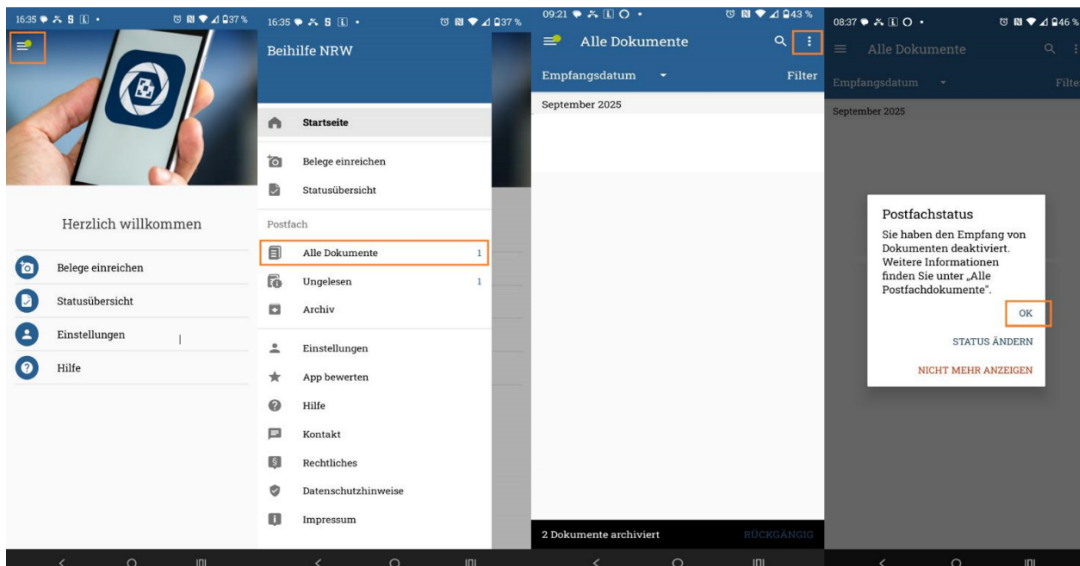 16:35
37 %
Herzlich willkommen
Belege einreichen
Statusübersicht
Einstellungen
Hilfe
16:35
37 %
Beihilfe NRW
Startseite
Belege einreichen
Statusübersicht
Postfach
Alle Dokumente 1
Ungelesen 1
Archiv
Einstellungen
App bewerten
Hilfe
Kontakt
Rechtliches
Datenschutzhinweise
Impressum
09:21
43 %
Alle Dokumente
Empfangsdatum Filter
September 2025
2 Dokumente archiviert RÜCKGÄNGIG
08:37
46 %
Alle Dokumente
Empfangsdatum Filter
September 2025
Postfachstatus
Sie haben den Empfang von
Dokumenten deaktiviert.
Weitere Informationen
finden Sie unter „Alle
Postfachdokumente".
OK
STATUS ÄNDERN
NICHT MEHR ANZEIGEN